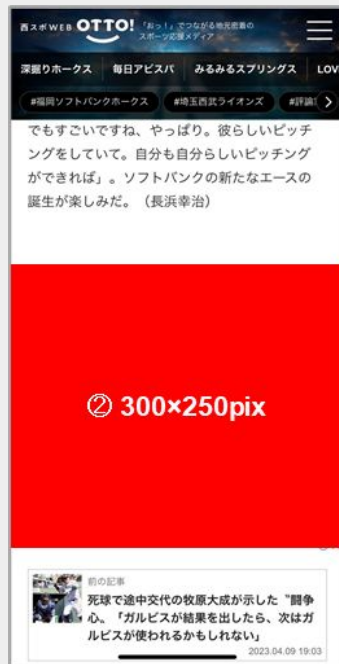 西スポWEB OTTO! 「おっ！」でつながる地元密着の
スポーツ応援メディア
深掘りホークス 毎日アビスパ みるみるスプリングス LOV
#福岡ソフトバンクホークス #埼玉西武ライオンズ #評論
でもすごいですね、やっぱり。彼らしいピッチ
ングをしていて。自分も自分らしいピッチング
ができれば」。ソフトバンクの新たなエースの
誕生が楽しみだ。（長浜幸治）
② 300×250pix
前の記事
死球で途中交代の牧原大成が示した〝闘争
心〟「ガルビスが結果を出したら、次はガ
ルビスが使われるかもしれない」
2023.04.09 19:03